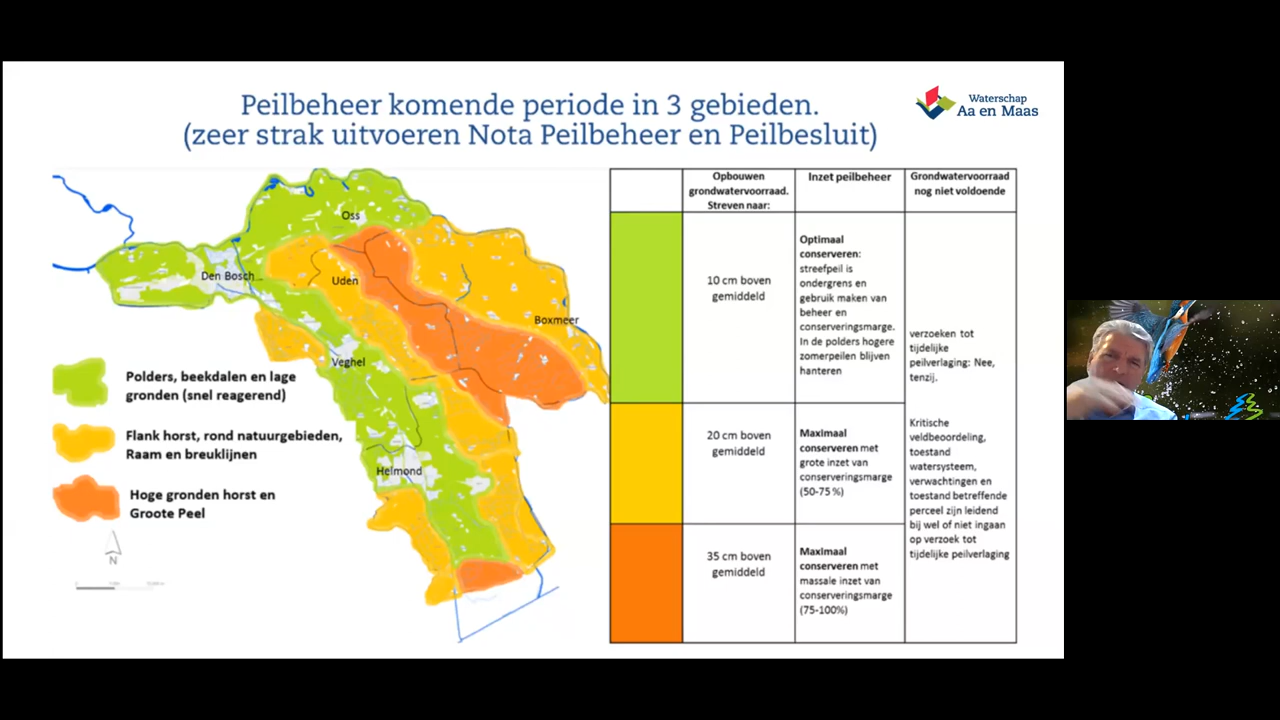 Peilbeheer komende periode in 3 gebieden.
(zeer strak uitvoeren Nota Peilbeheer en Peilbesluit)
Waterschap
Aa en Maas
Oss
Den Bosch
Uden
Boxmeer
Veghel
Helmond
Polders, beekdalen en lage
gronden (snel reagerend)
Flank horst, rond natuurgebieden,
Raam en breuklijnen
Hoge gronden horst en
Groote Peel
N
Opbouwen
grondwatervoorraad.
Streven naar:
Inzet peilbeheer
Grondwatervoorraad
nog niet voldoende
10 cm boven
gemiddeld
Optimaal
conserveren:
streefpeil is
ondergrens en
gebruik maken van
beheer en
conserveringsmarge.
In de polders hogere
zomerpeilen blijven
hanteren
20 cm boven
gemiddeld
Maximaal
conserveren met
grote inzet van
conserveringsmarge
(50-75 %)
35 cm boven
gemiddeld
Maximaal
conserveren met
massale inzet van
conserveringsmarge
(75-100%)
verzoeken tot
tijdelijke
peilverlaging: Nee,
tenzij.
Kritische
veldbeoordeling,
toestand
watersysteem,
verwachtingen en
toestand betreffende
perceel zijn leidend
bij wel of niet ingaan
op verzoek tot
tijdelijke peilverlaging